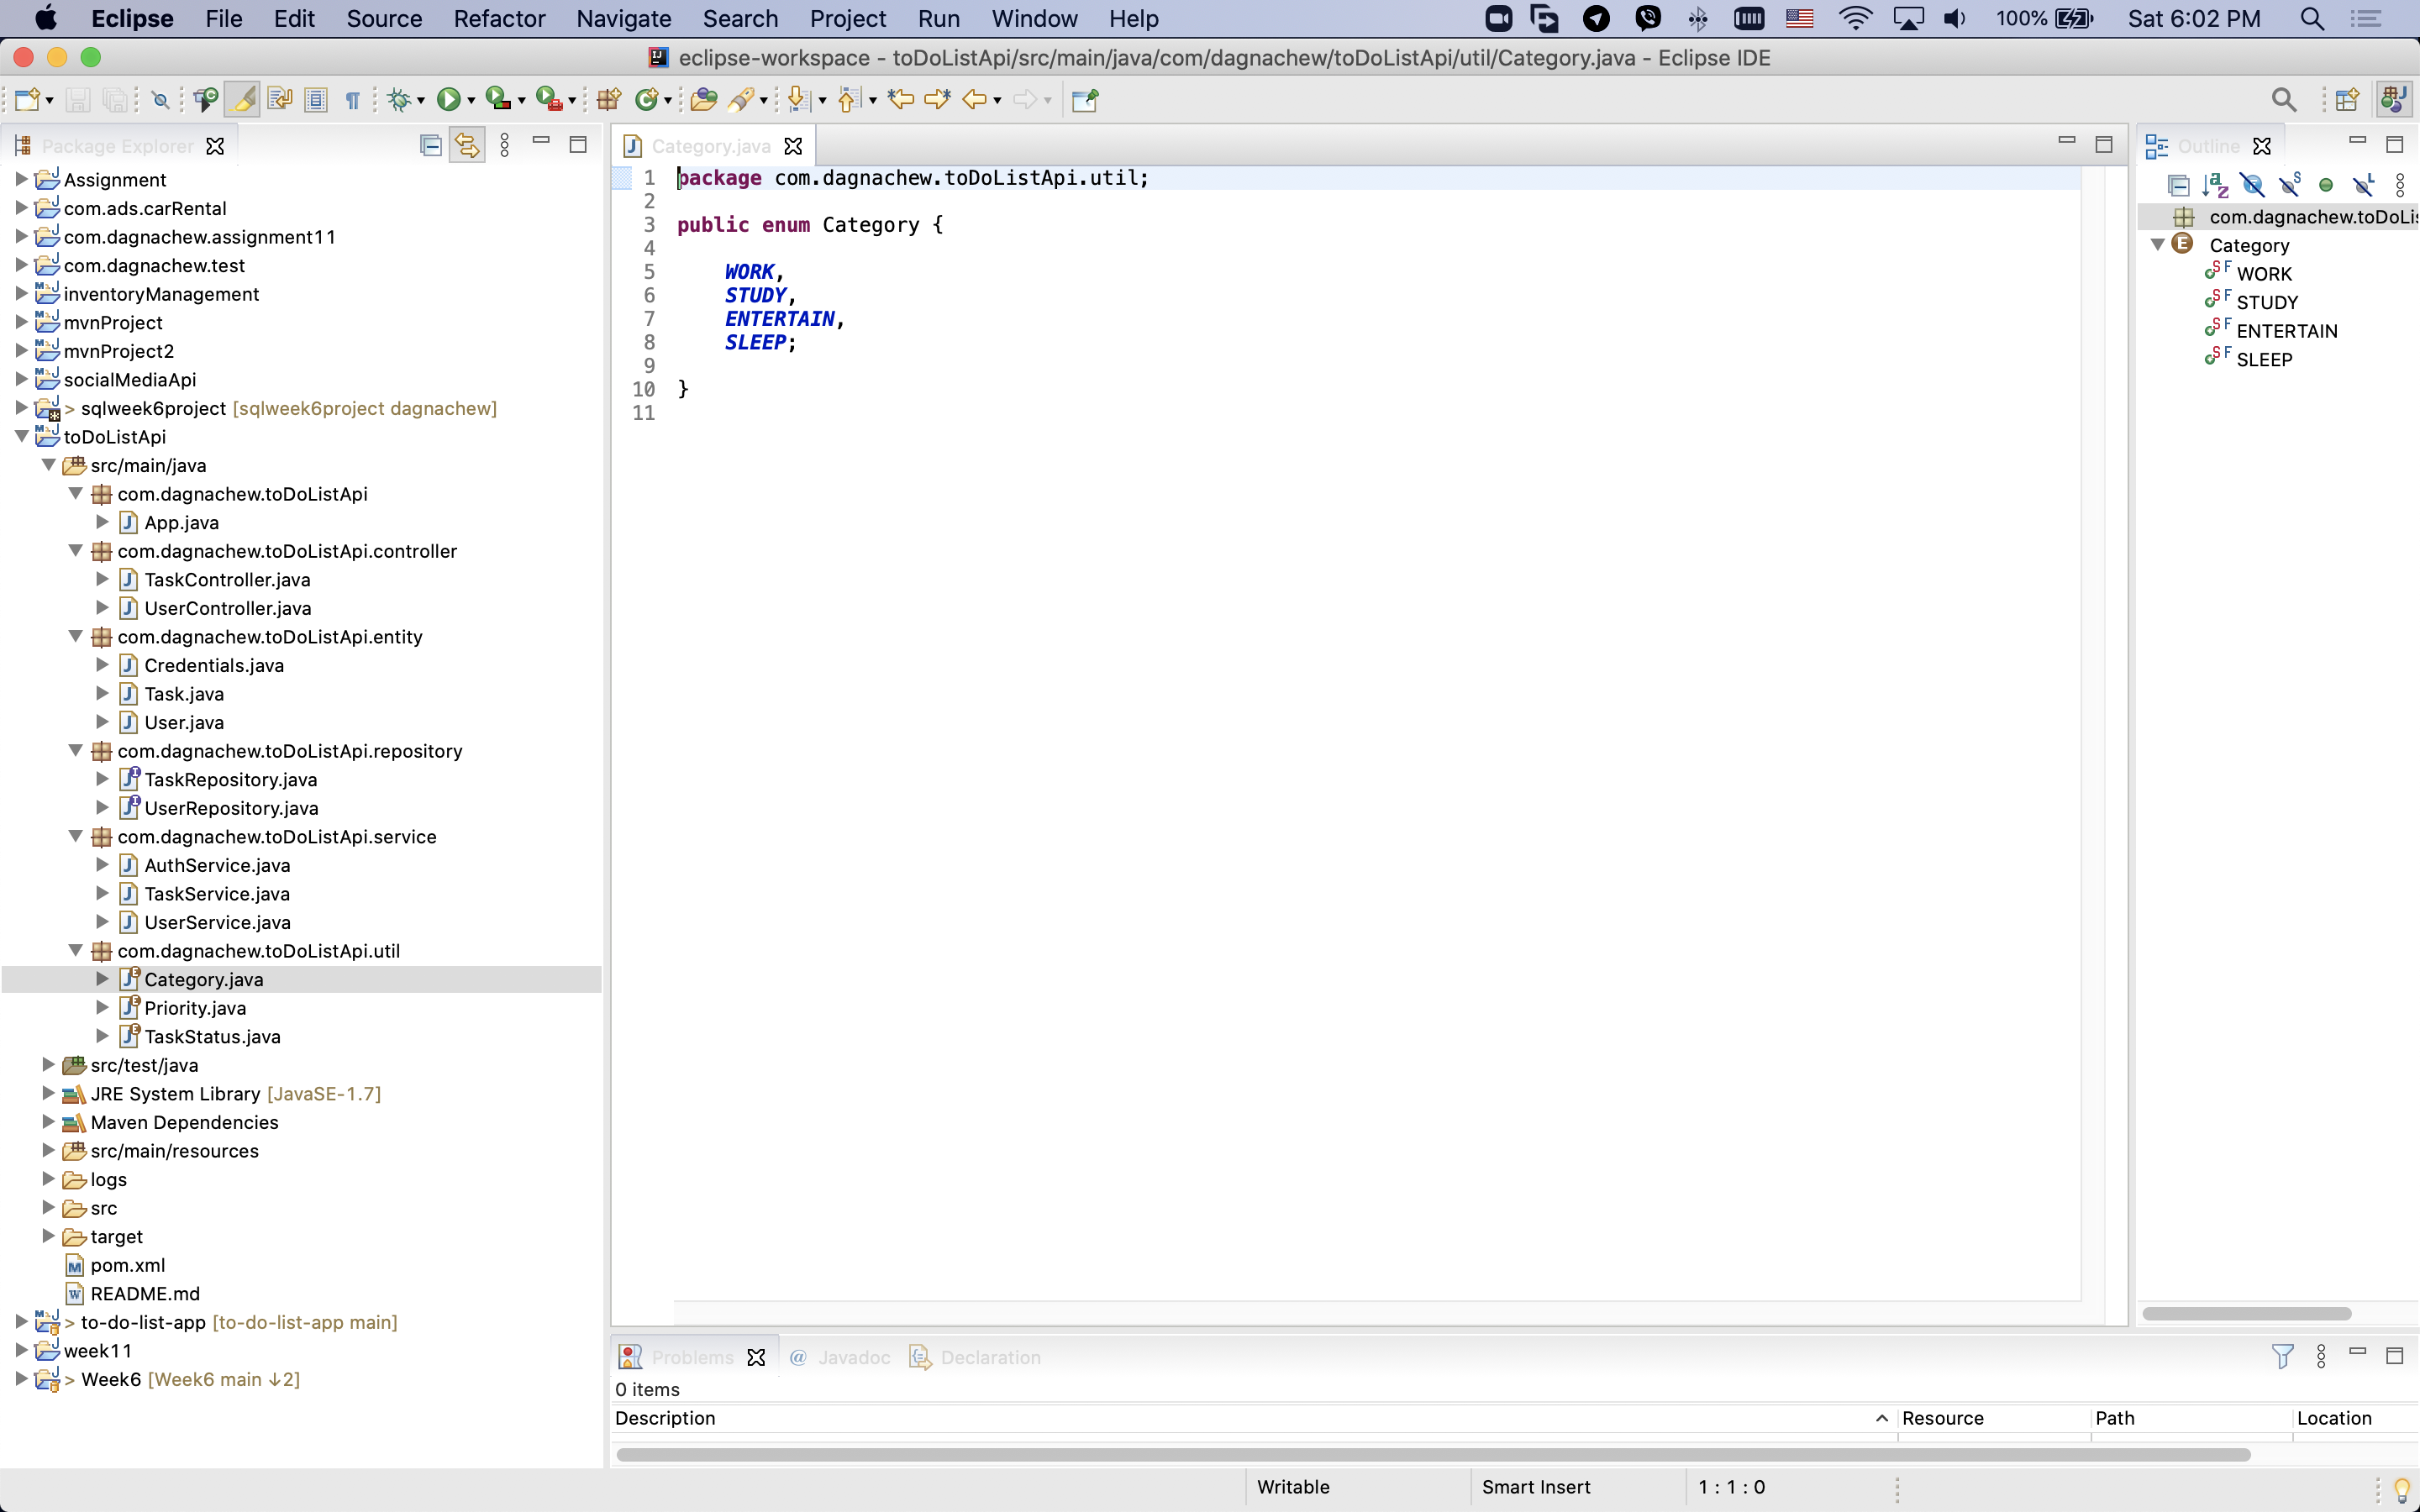 Eclipse File Edit Source Refactor Navigate Search Project Run Window Help 100% Sat 6:02 PM
eclipse-workspace - toDoListApi/src/main/java/com/dagnachew/toDoListApi/util/Category.java - Eclipse IDE
Package Explorer
Assignment
com.ads.carRental
com.dagnachew.assignment11
com.dagnachew.test
inventoryManagement
mvnProject
mvnProject2
socialMediaApi
> sqlweek6project [sqlweek6project dagnachew]
toDoListApi
src/main/java
com.dagnachew.toDoListApi
App.java
com.dagnachew.toDoListApi.controller
TaskController.java
UserController.java
com.dagnachew.toDoListApi.entity
Credentials.java
Task.java
User.java
com.dagnachew.toDoListApi.repository
TaskRepository.java
UserRepository.java
com.dagnachew.toDoListApi.service
AuthService.java
TaskService.java
UserService.java
com.dagnachew.toDoListApi.util
Category.java
Priority.java
TaskStatus.java
src/test/java
JRE System Library [JavaSE-1.7]
Maven Dependencies
src/main/resources
logs
src
target
pom.xml
README.md
> to-do-list-app [to-do-list-app main]
week11
> Week6 [Week6 main ↓2]
Category.java
1 package com.dagnachew.toDoListApi.util;
2
3 public enum Category {
4
5 WORK,
6 STUDY,
7 ENTERTAIN,
8 SLEEP;
9
10 }
11
Outline
com.dagnachew.toDoLis
Category
WORK
STUDY
ENTERTAIN
SLEEP
Problems @ Javadoc Declaration
0 items
Description Resource Path Location
Writable Smart Insert 1 : 1 : 0